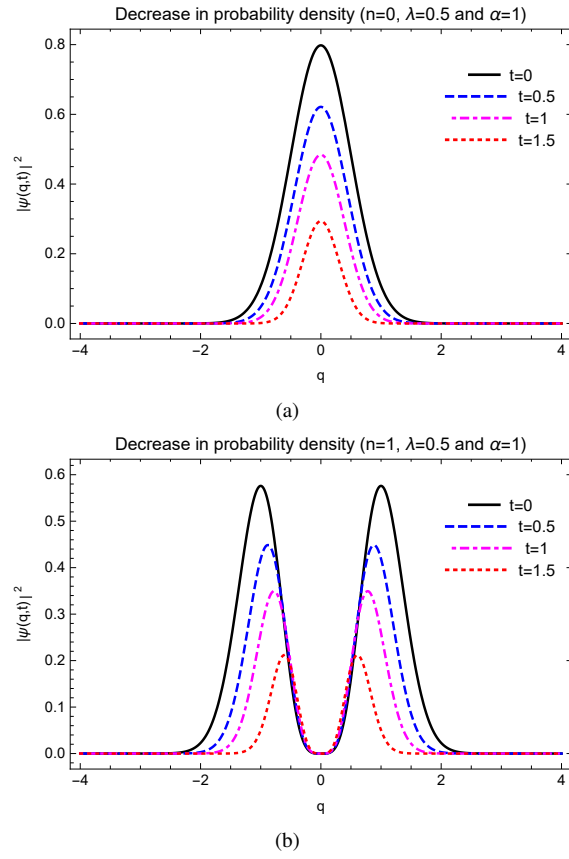 Decrease in probability density (n=0, λ=0.5 and α=1)
0.8
0.6
0.4
0.2
0.0
|ψ(q,t)|²
t=0
t=0.5
t=1
t=1.5
-4
-2
0
2
4
q
(a)
Decrease in probability density (n=1, λ=0.5 and α=1)
0.6
0.5
0.4
0.3
0.2
0.1
0.0
|ψ(q,t)|²
t=0
t=0.5
t=1
t=1.5
-4
-2
0
2
4
q
(b)